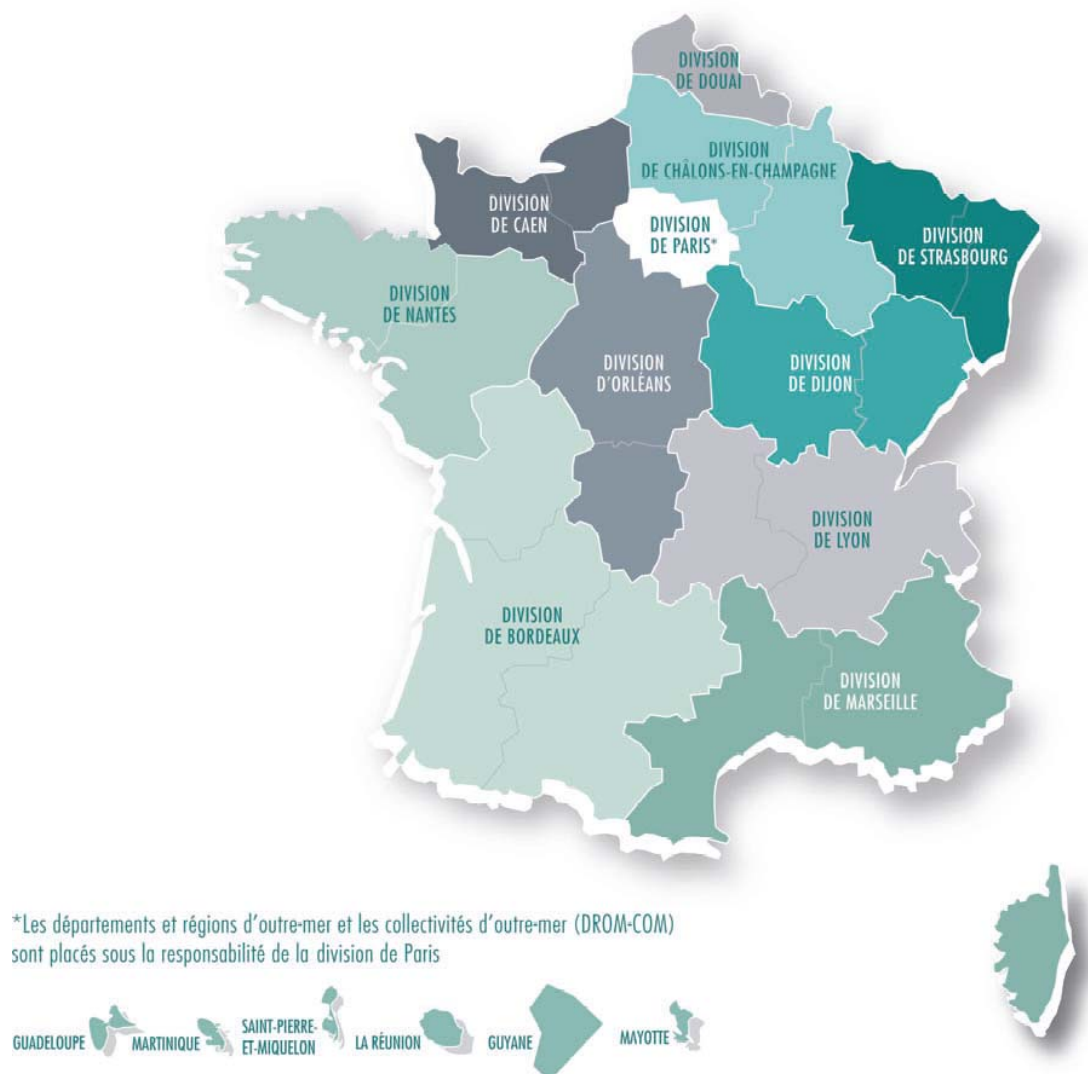 DIVISION
DE DOUAI
DIVISION
DE CHÂLONS-EN-CHAMPAGNE
DIVISION
DE CAEN
DIVISION
DE PARIS*
DIVISION
DE STRASBOURG
DIVISION
DE NANTES
DIVISION
D'ORLÉANS
DIVISION
DE DIJON
DIVISION
DE LYON
DIVISION
DE BORDEAUX
DIVISION
DE MARSEILLE
*Les départements et régions d'outre-mer et les collectivités d'outre-mer (DROM-COM)
sont placés sous la responsabilité de la division de Paris
GUADELOUPE
MARTINIQUE
SAINT-PIERRE-
ET-MIQUELON
LA RÉUNION
GUYANE
MAYOTTE